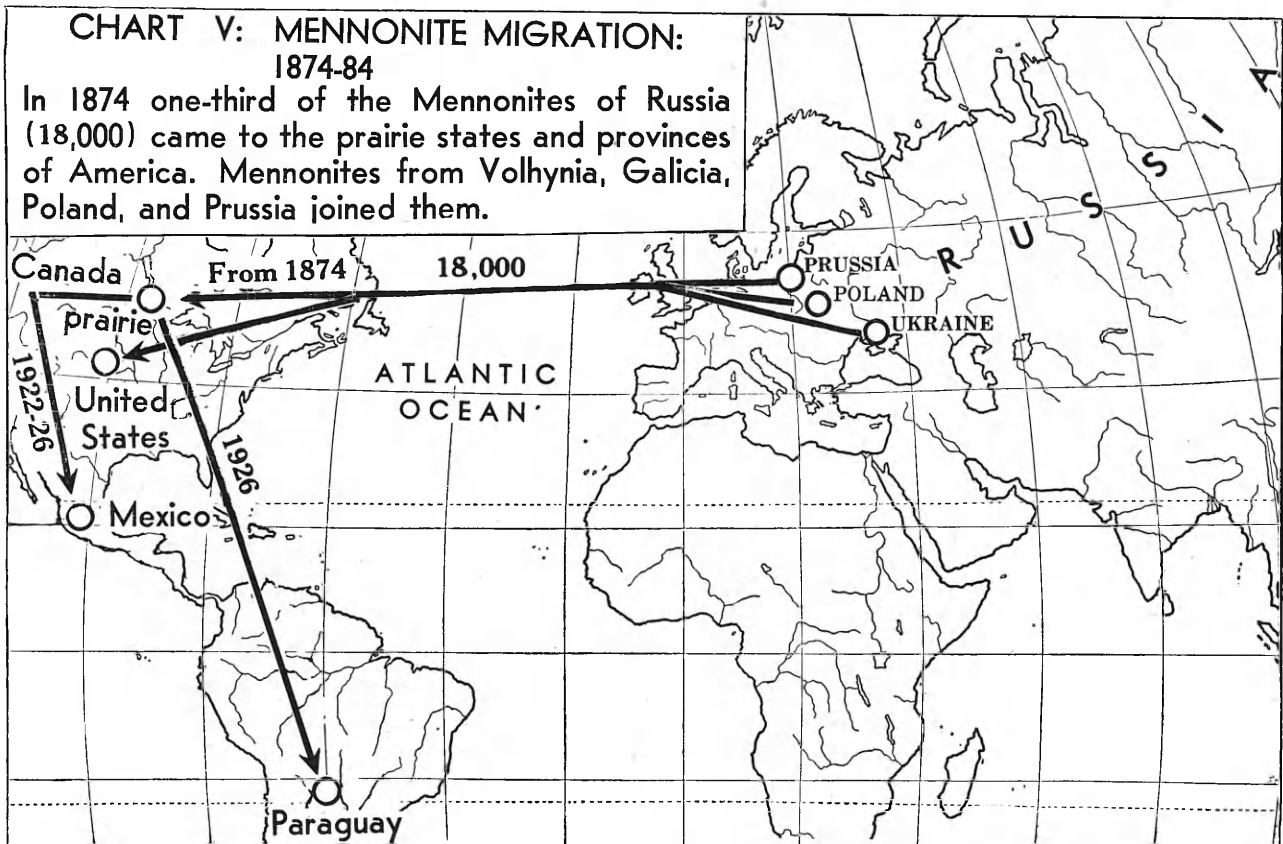 CHART V: MENNONITE MIGRATION:
1874-84
In 1874 one-third of the Mennonites of Russia
(18,000) came to the prairie states and provinces
of America. Mennonites from Volhynia, Galicia,
Poland, and Prussia joined them.
RUSSIA
Canada
From 1874
18,000
PRUSSIA
POLAND
UKRAINE
prairie
1922-26
United
States
1926
ATLANTIC
OCEAN
Mexico
Paraguay